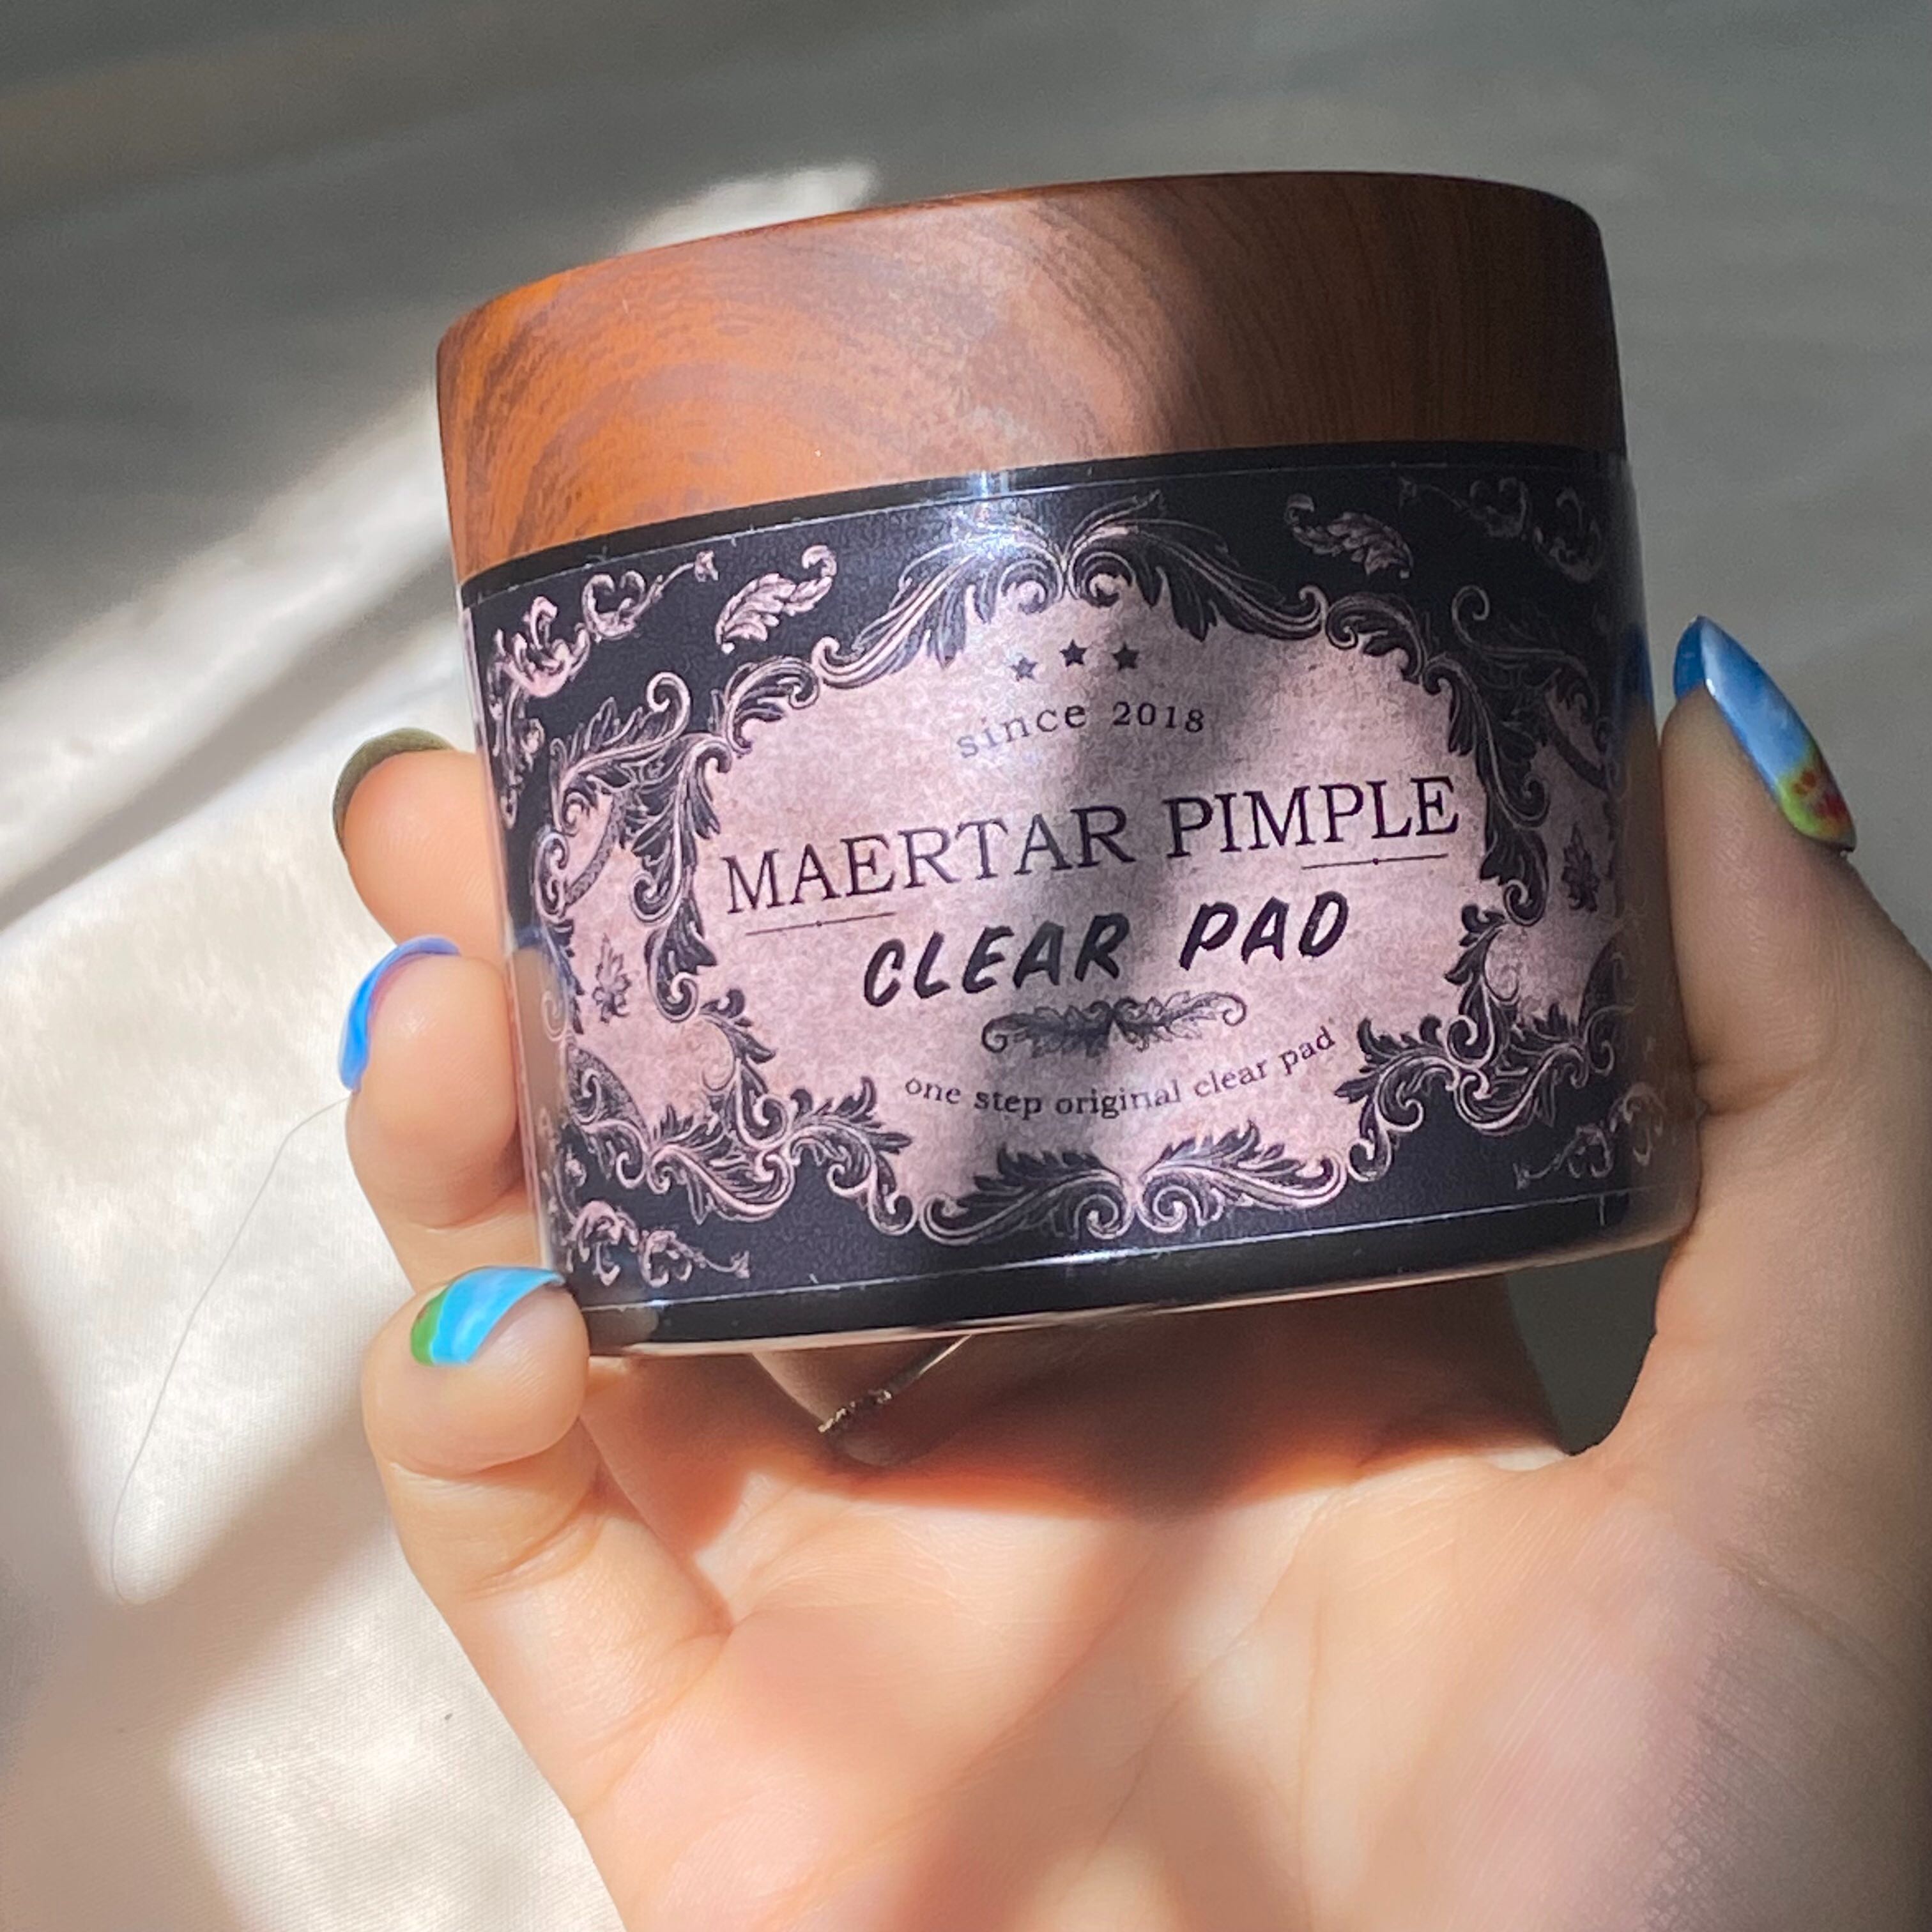 since 2018
MAERTAR PIMPLE
CLEAR PAD
one step original clear pad